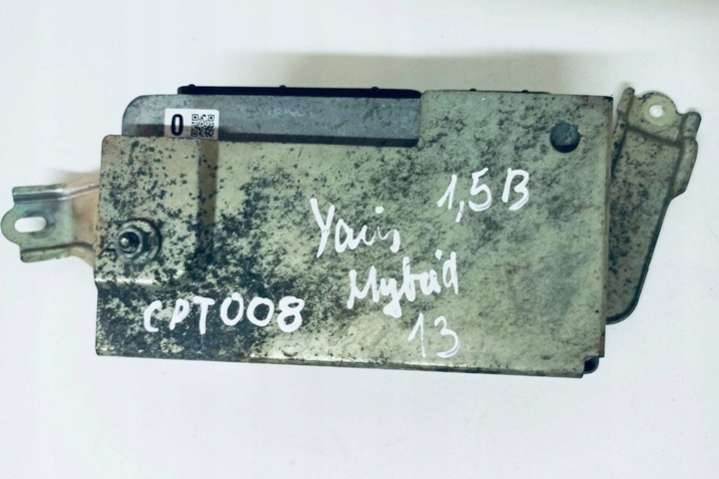 0
1,5B
Yaris
Hybrid
CPT008
13